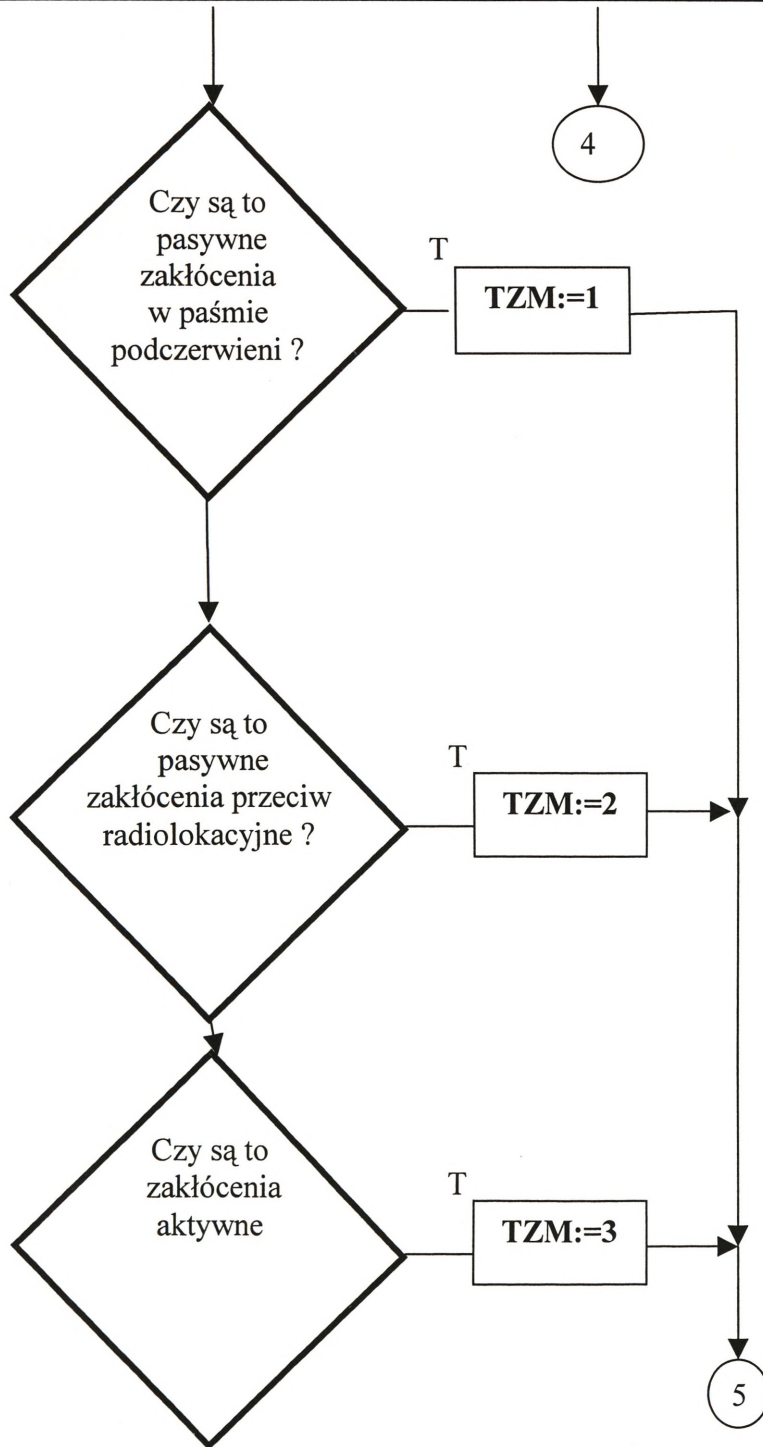 4
Czy są to
pasywne
zakłócenia
w paśmie
podczerwieni ?
T
TZM:=1
Czy są to
pasywne
zakłócenia przeciw
radiolokacyjne ?
T
TZM:=2
Czy są to
zakłócenia
aktywne
T
TZM:=3
5